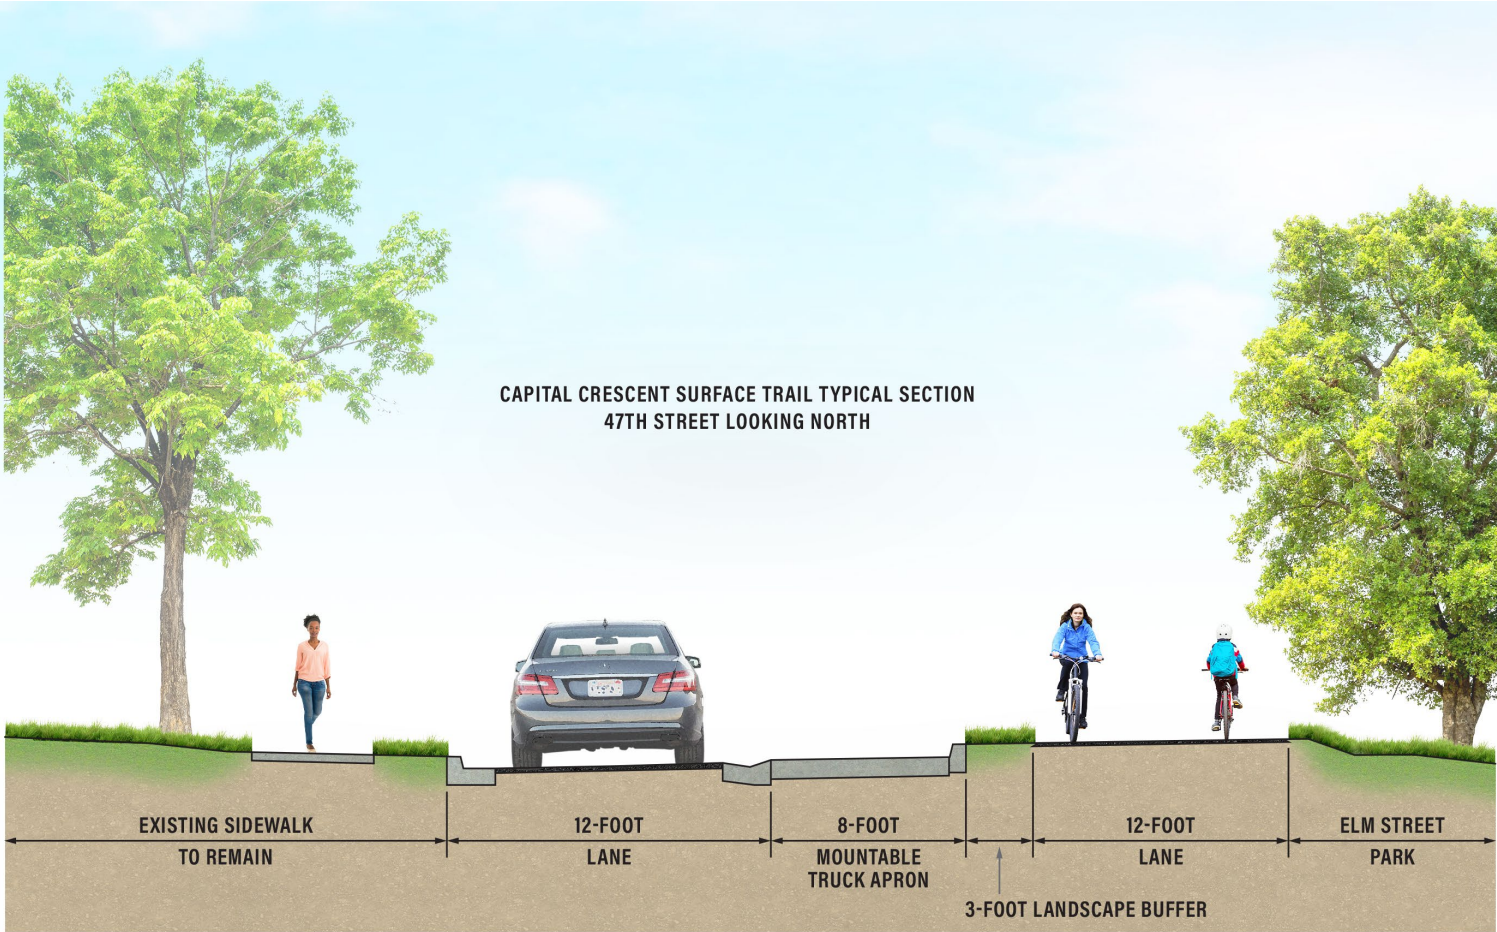 CAPITAL CRESCENT SURFACE TRAIL TYPICAL SECTION
47TH STREET LOOKING NORTH
EXISTING SIDEWALK
TO REMAIN
12-FOOT
LANE
8-FOOT
MOUNTABLE
TRUCK APRON
3-FOOT LANDSCAPE BUFFER
12-FOOT
LANE
ELM STREET
PARK